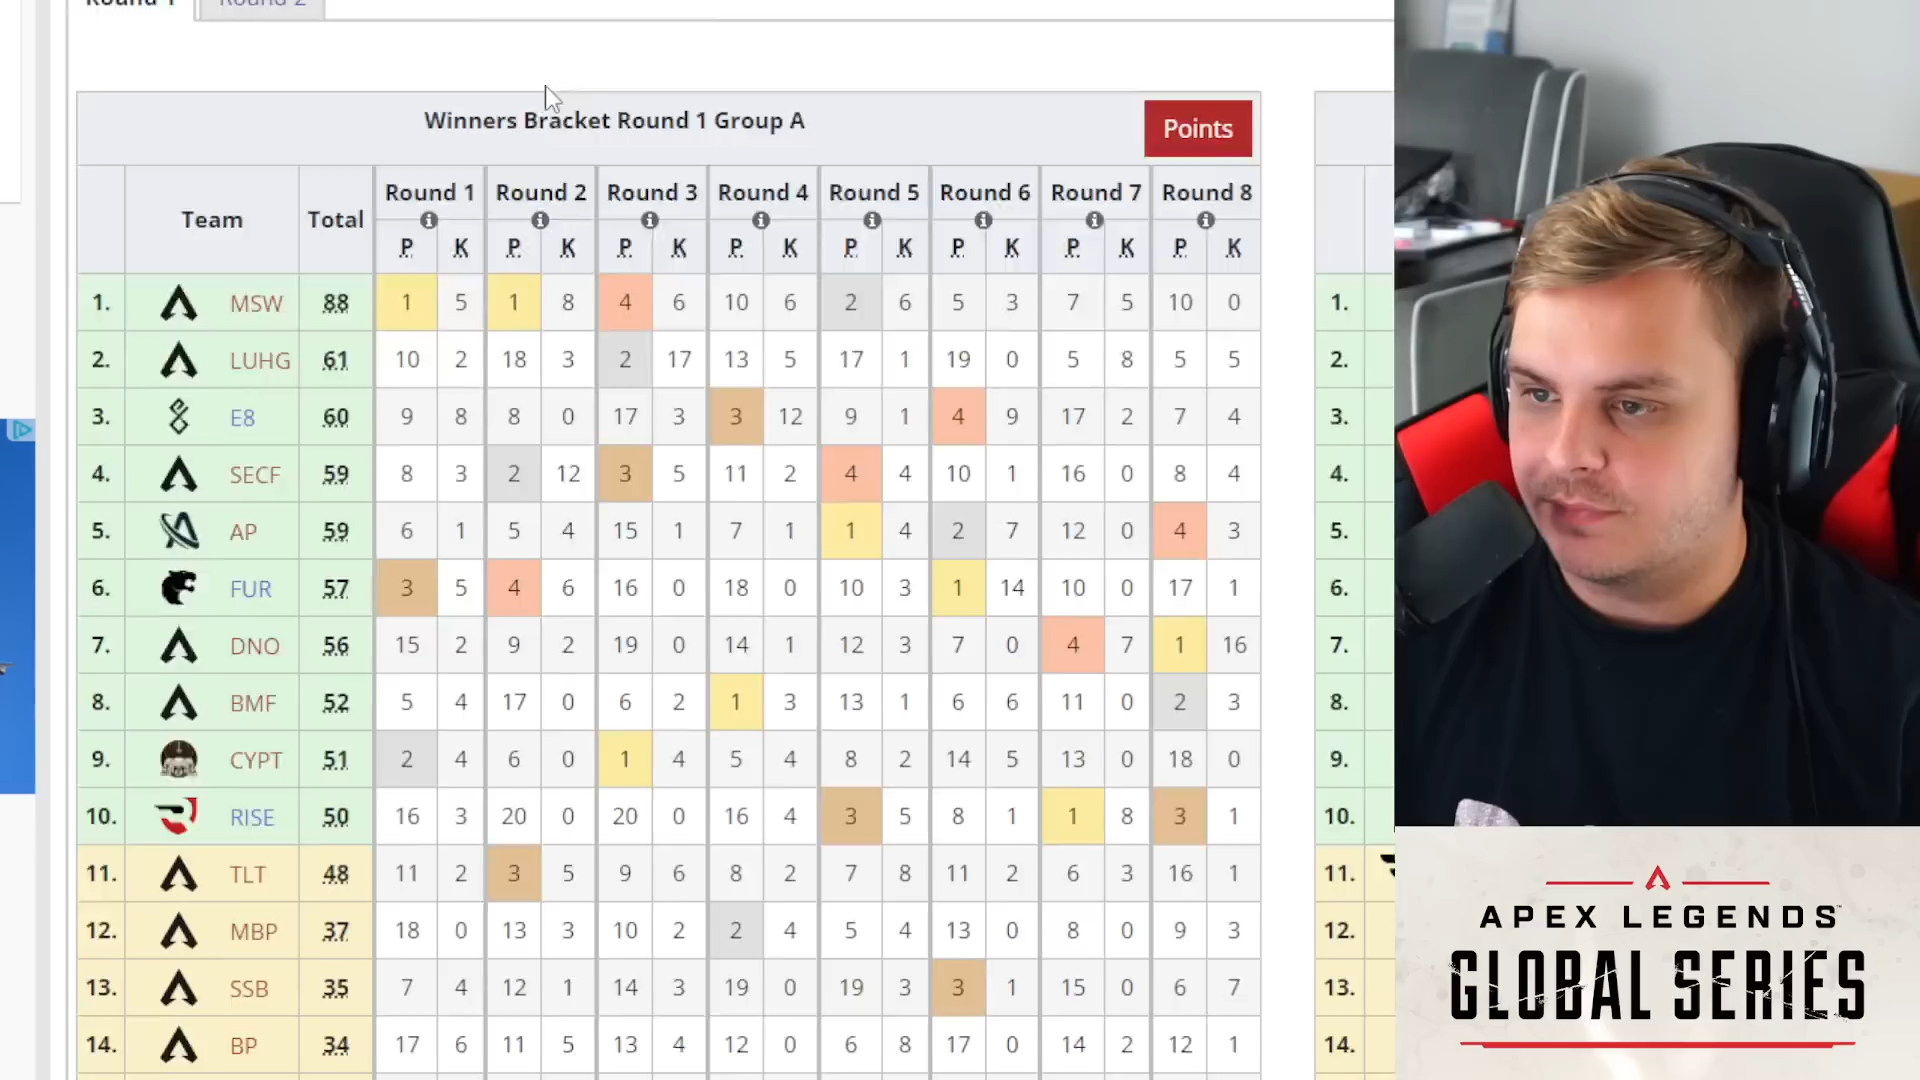 Round 1 Round 2
Winners Bracket Round 1 Group A Points
Team Total Round 1 Round 2 Round 3 Round 4 Round 5 Round 6 Round 7 Round 8
P. K P. K P. K P. K P. K P. K P. K P. K
1. MSW 88 1 5 1 8 4 6 10 6 2 6 5 3 7 5 10 0
2. LUHG 61 10 2 18 3 2 17 13 5 17 1 19 0 5 8 5 5
3. E8 60 9 8 8 0 17 3 3 12 9 1 4 9 17 2 7 4
4. SECF 59 8 3 2 12 3 5 11 2 4 4 10 1 16 0 8 4
5. AP 59 6 1 5 4 15 1 7 1 1 4 2 7 12 0 4 3
6. FUR 57 3 5 4 6 16 0 18 0 10 3 1 14 10 0 17 1
7. DNO 56 15 2 9 2 19 0 14 1 12 3 7 0 4 7 1 16
8. BMF 52 5 4 17 0 6 2 1 3 13 1 6 6 11 0 2 3
9. CYPT 51 2 4 6 0 1 4 5 4 8 2 14 5 13 0 18 0
10. RISE 50 16 3 20 0 20 0 16 4 3 5 8 1 1 8 3 1
11. TLT 48 11 2 3 5 9 6 8 2 7 8 11 2 6 3 16 1
12. MBP 37 18 0 13 3 10 2 2 4 5 4 13 0 8 0 9 3
13. SSB 35 7 4 12 1 14 3 19 0 19 3 3 1 15 0 6 7
14. BP 34 17 6 11 5 13 4 12 0 6 8 17 0 14 2 12 1
1.
2.
3.
4.
5.
6.
7.
8.
9.
10.
11.
12.
13.
14.
APEX LEGENDS
GLOBAL SERIES